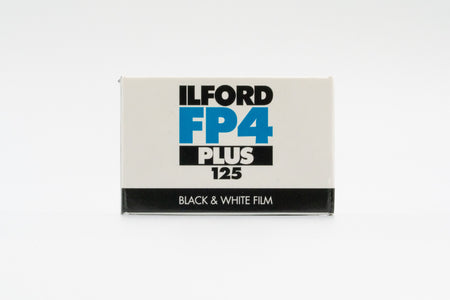 ILFORD
FP4
PLUS
125
BLACK & WHITE FILM